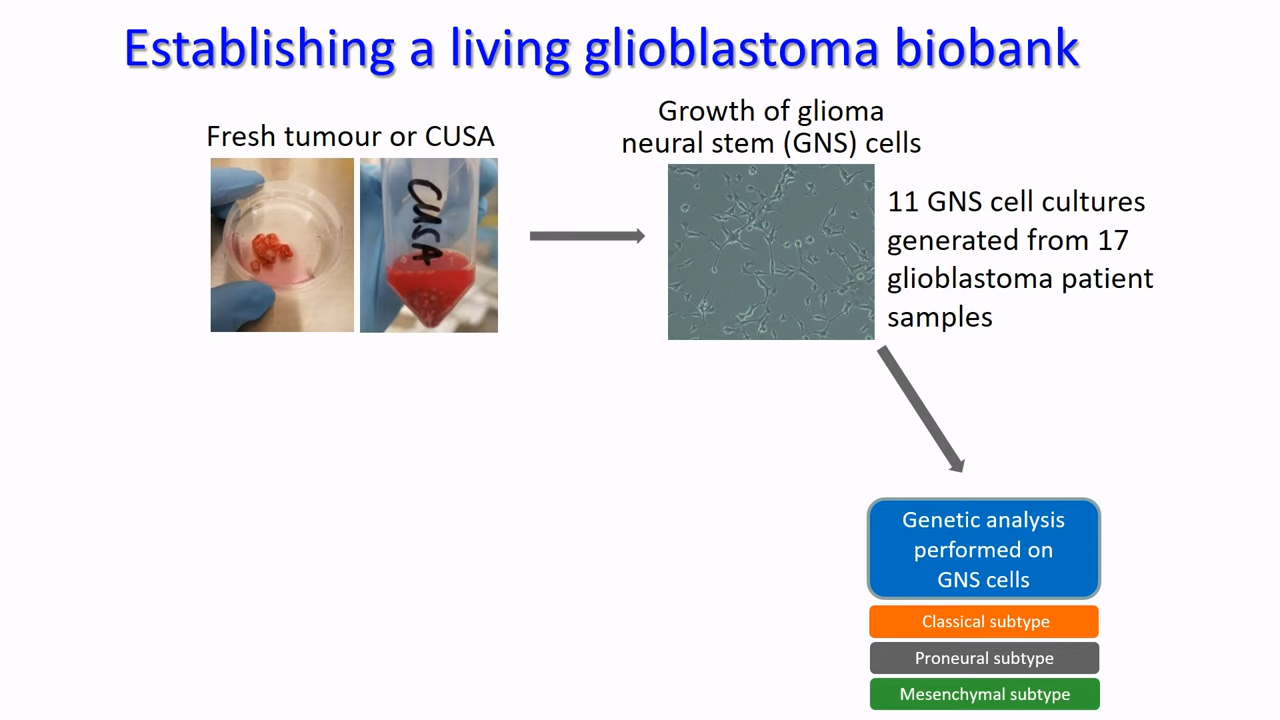 Establishing a living glioblastoma biobank
Fresh tumour or CUSA
CUSA
Growth of glioma
neural stem (GNS) cells
11 GNS cell cultures
generated from 17
glioblastoma patient
samples
Genetic analysis
performed on
GNS cells
Classical subtype
Proneural subtype
Mesenchymal subtype